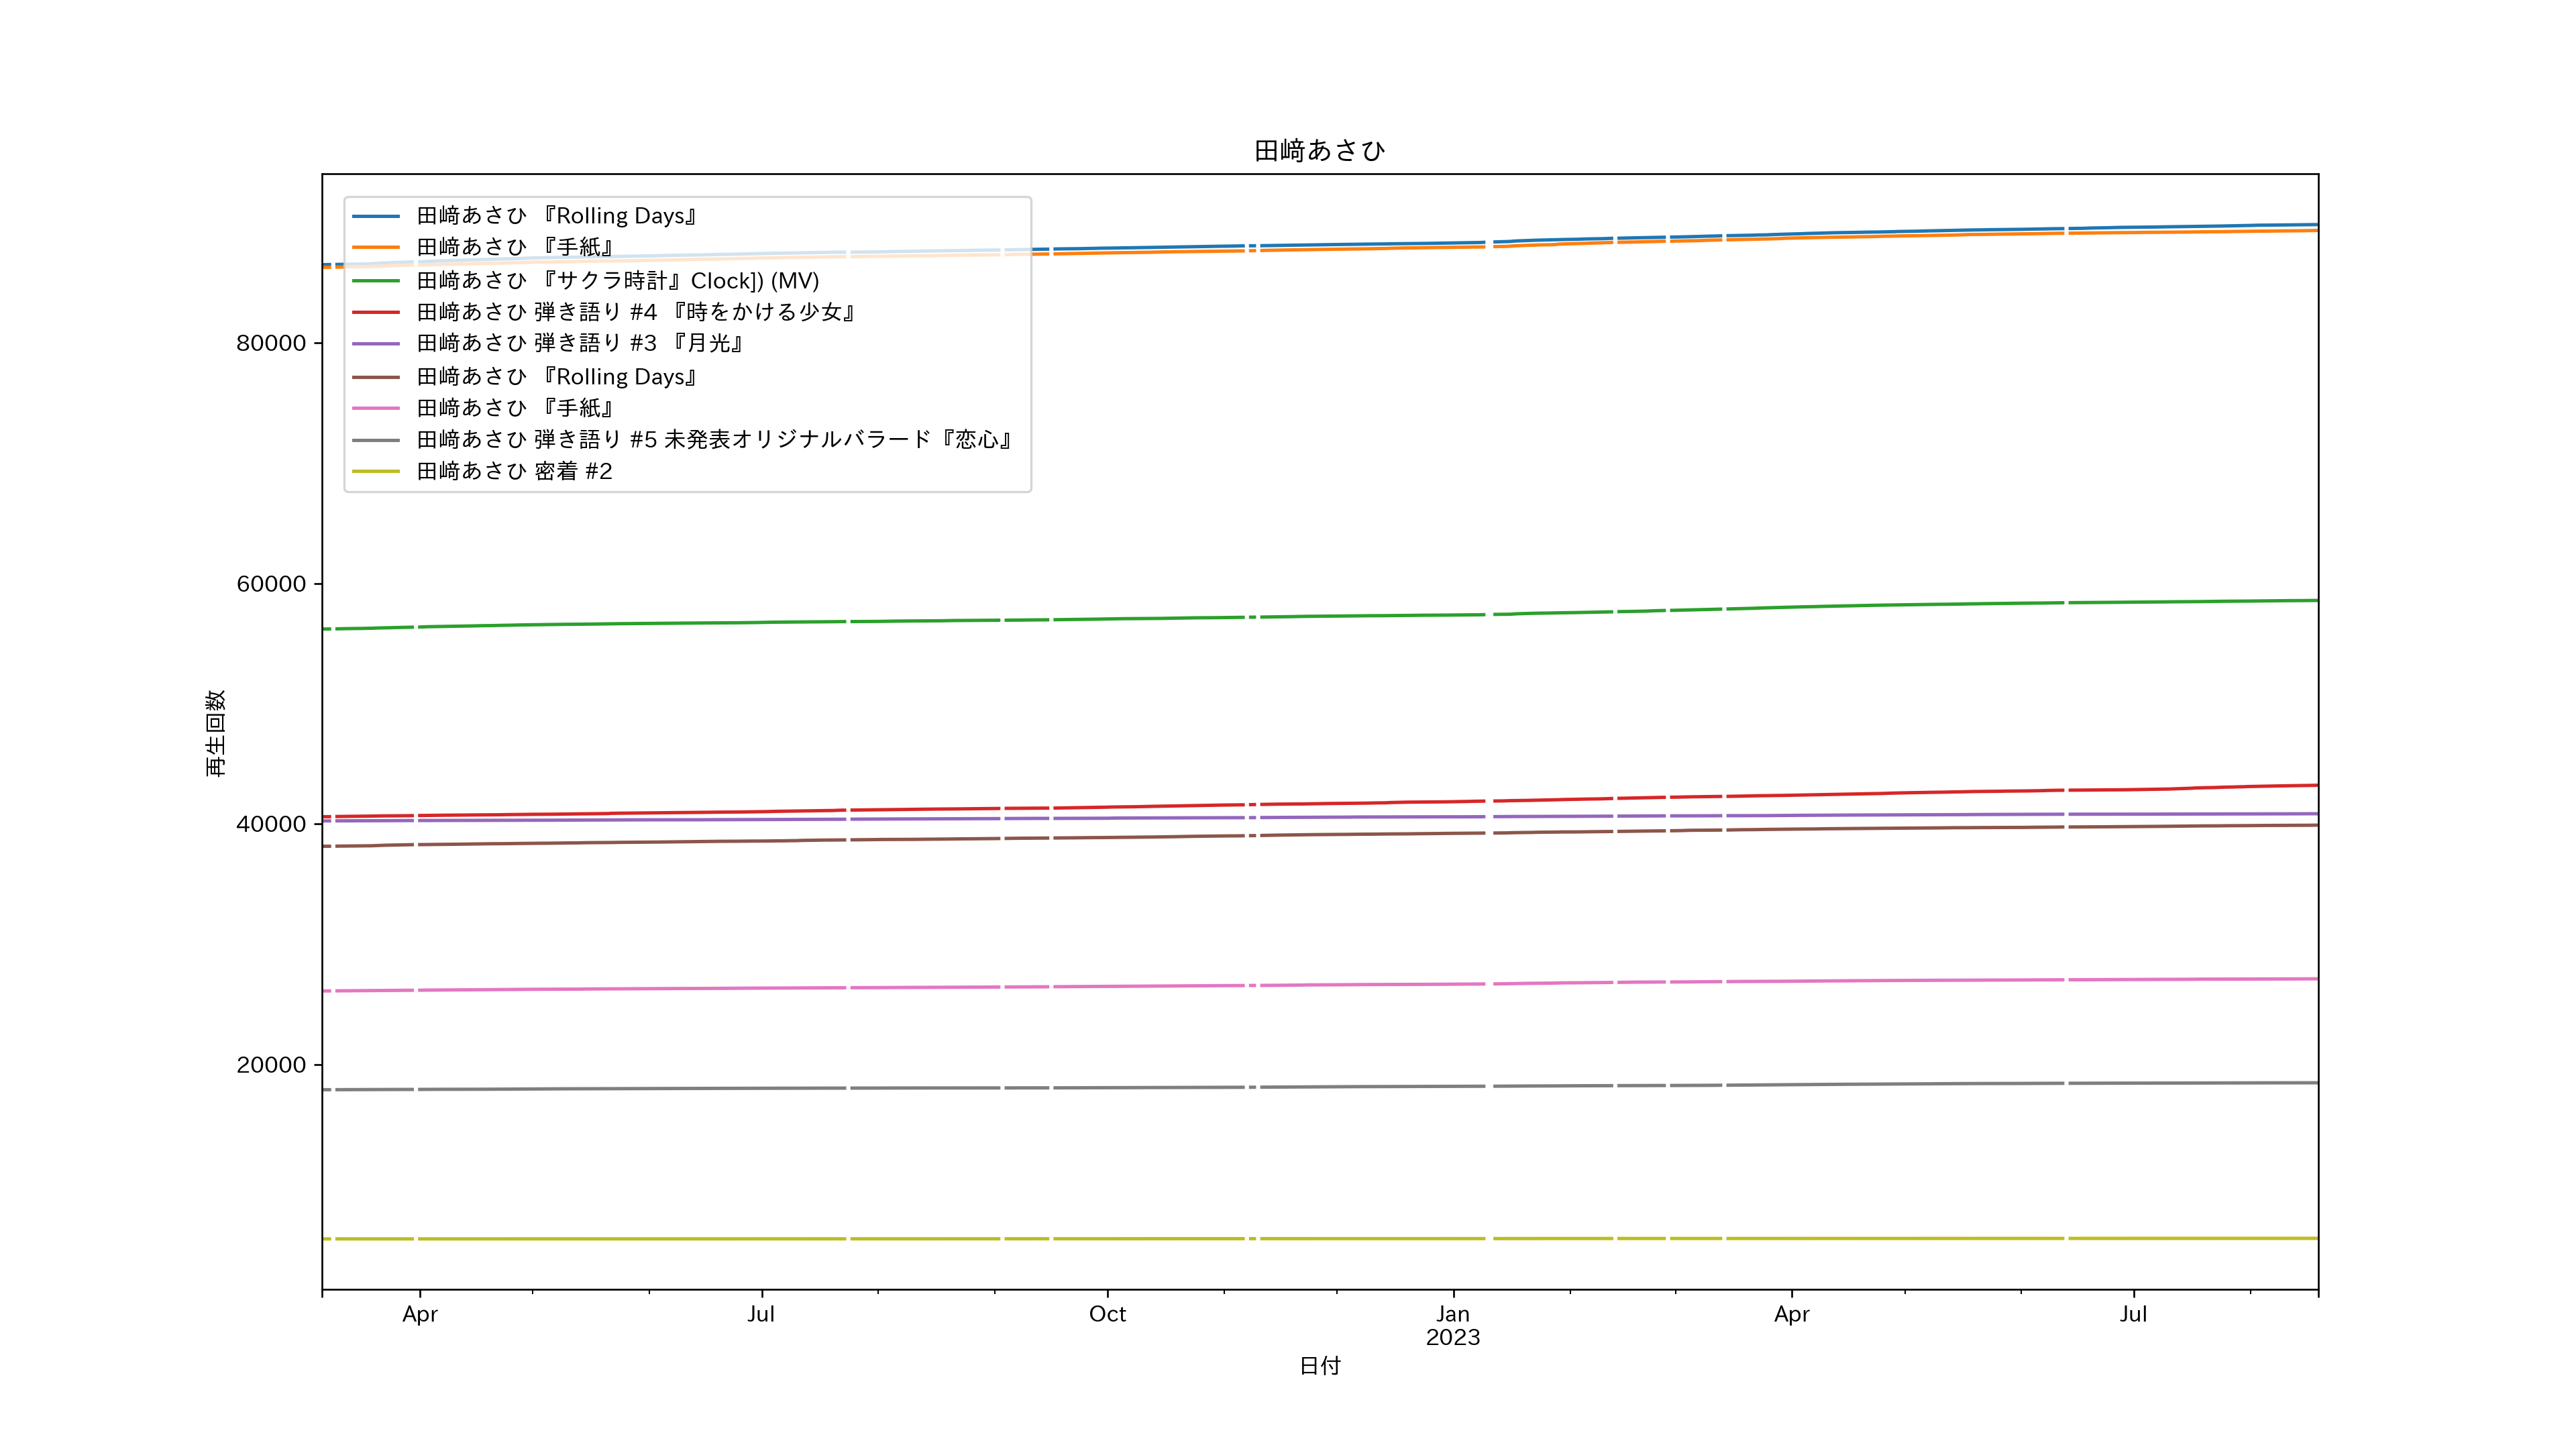 田﨑あさひ
田﨑あさひ 『Rolling Days』
田﨑あさひ 『手紙』
田﨑あさひ 『サクラ時計』Clock]) (MV)
田﨑あさひ 弾き語り #4 『時をかける少女』
田﨑あさひ 弾き語り #3 『月光』
田﨑あさひ 『Rolling Days』
田﨑あさひ 『手紙』
田﨑あさひ 弾き語り #5 未発表オリジナルバラード『恋心』
田﨑あさひ 密着 #2
80000
60000
40000
20000
再生回数
Apr Jul Oct Jan Apr Jul
2023
日付